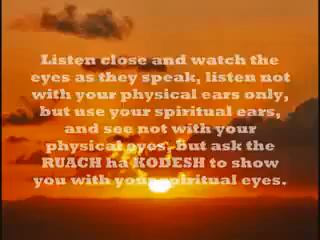 Listen close and watch the
eyes as they speak, listen not
with your physical ears only,
but use your spiritual ears,
and see not with your
physical eyes, but ask the
RUACH ha KODESH to show
you with your spiritual eyes.